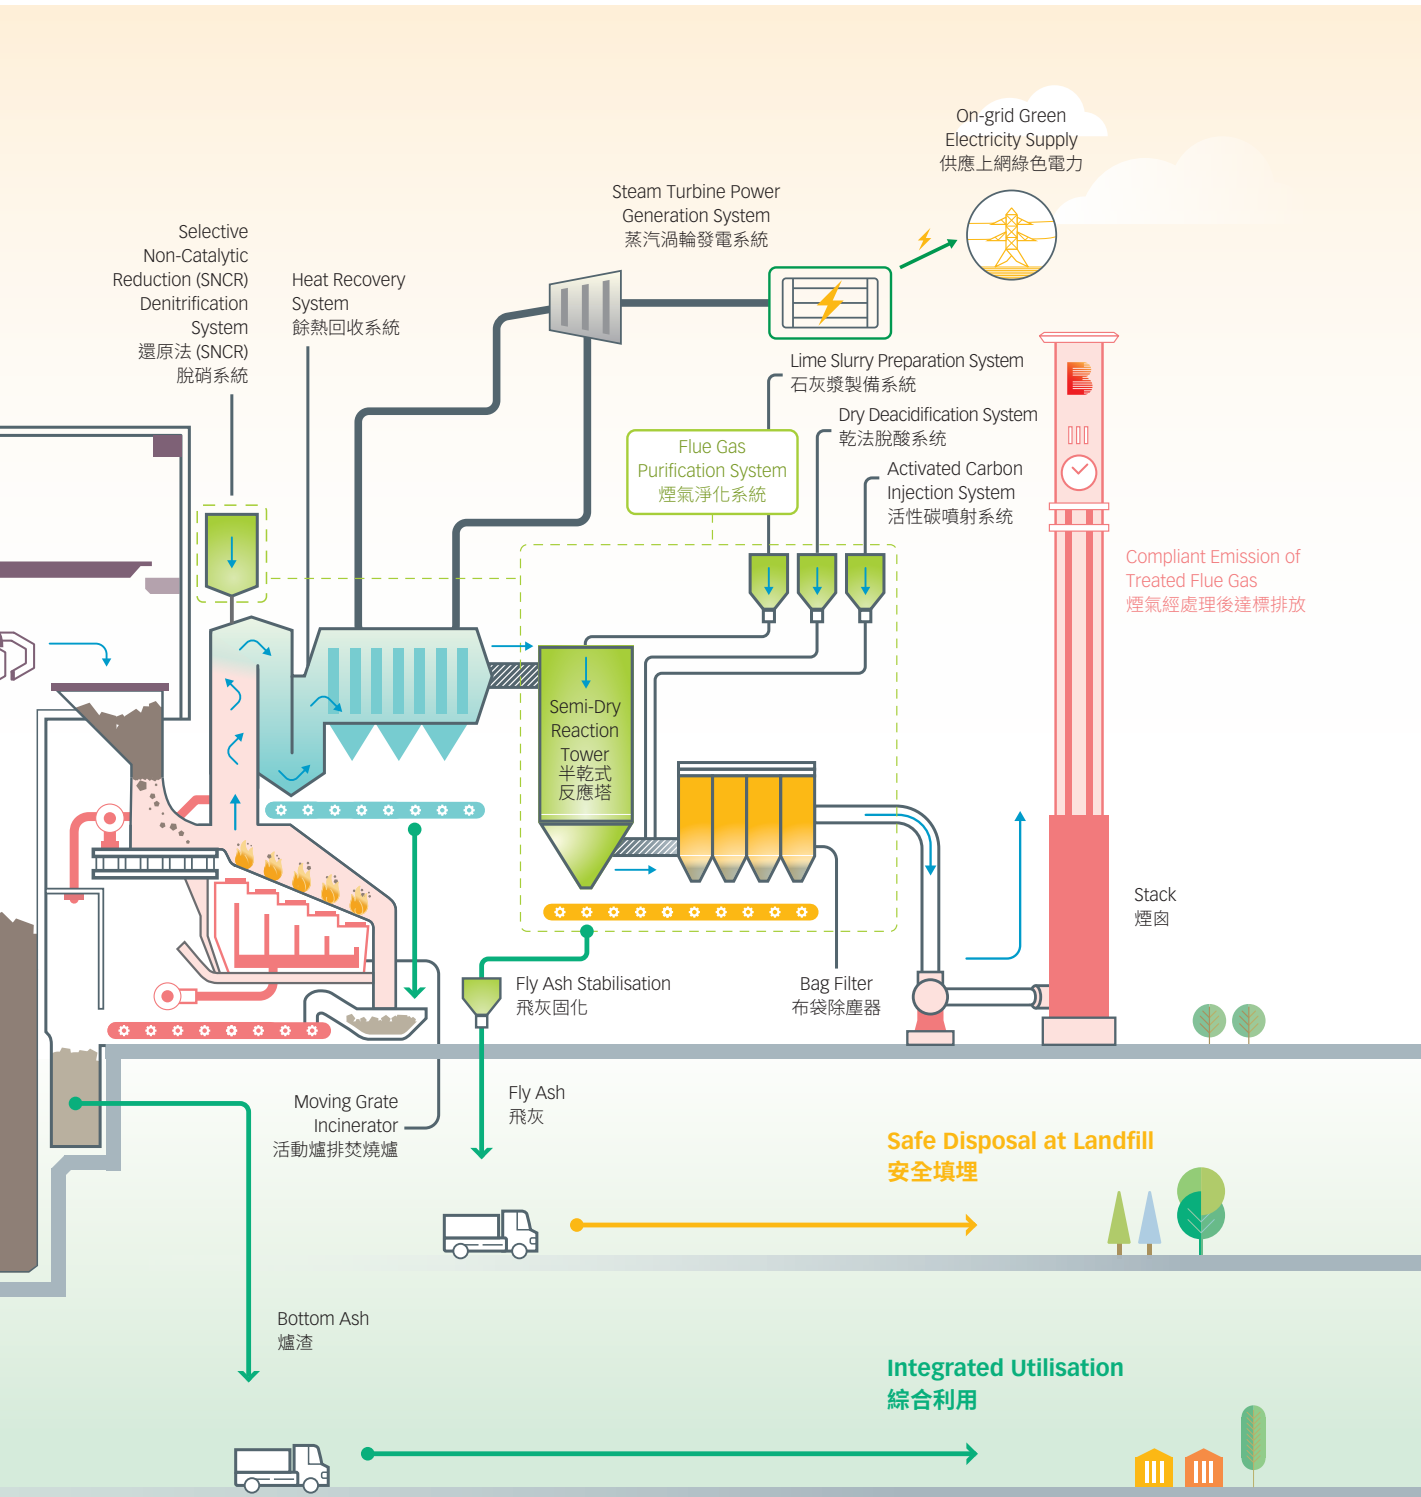 On-grid Green
Electricity Supply
供應上網綠色電力
Steam Turbine Power
Generation System
蒸汽渦輪發電系統
Selective
Non-Catalytic
Reduction (SNCR)
Denitrification
System
還原法 (SNCR)
脫硝系統
Heat Recovery
System
餘熱回收系統
Lime Slurry Preparation System
石灰漿製備系統
Dry Deacidification System
乾法脫酸系统
Flue Gas
Purification System
煙氣淨化系統
Activated Carbon
Injection System
活性碳噴射系统
Compliant Emission of
Treated Flue Gas
煙氣經處理後達標排放
Semi-Dry
Reaction
Tower
半乾式
反應塔
Stack
煙囪
Fly Ash Stabilisation
飛灰固化
Bag Filter
布袋除塵器
Moving Grate
Incinerator
活動爐排焚燒爐
Fly Ash
飛灰
Safe Disposal at Landfill
安全填埋
Bottom Ash
爐渣
Integrated Utilisation
綜合利用